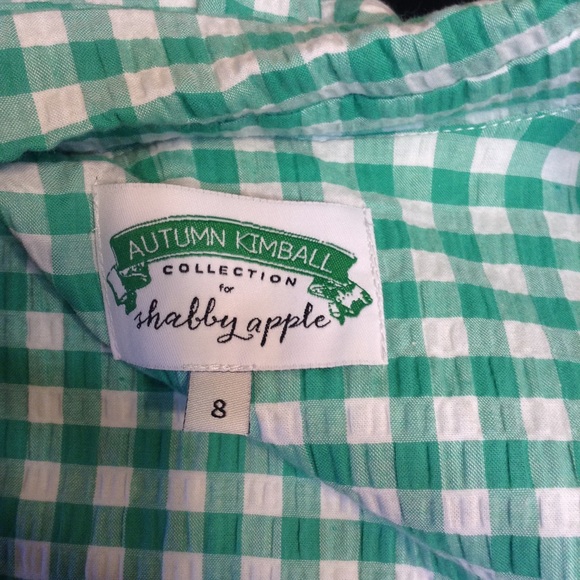 AUTUMN KIMBALL
COLLECTION
for
shabby apple
8